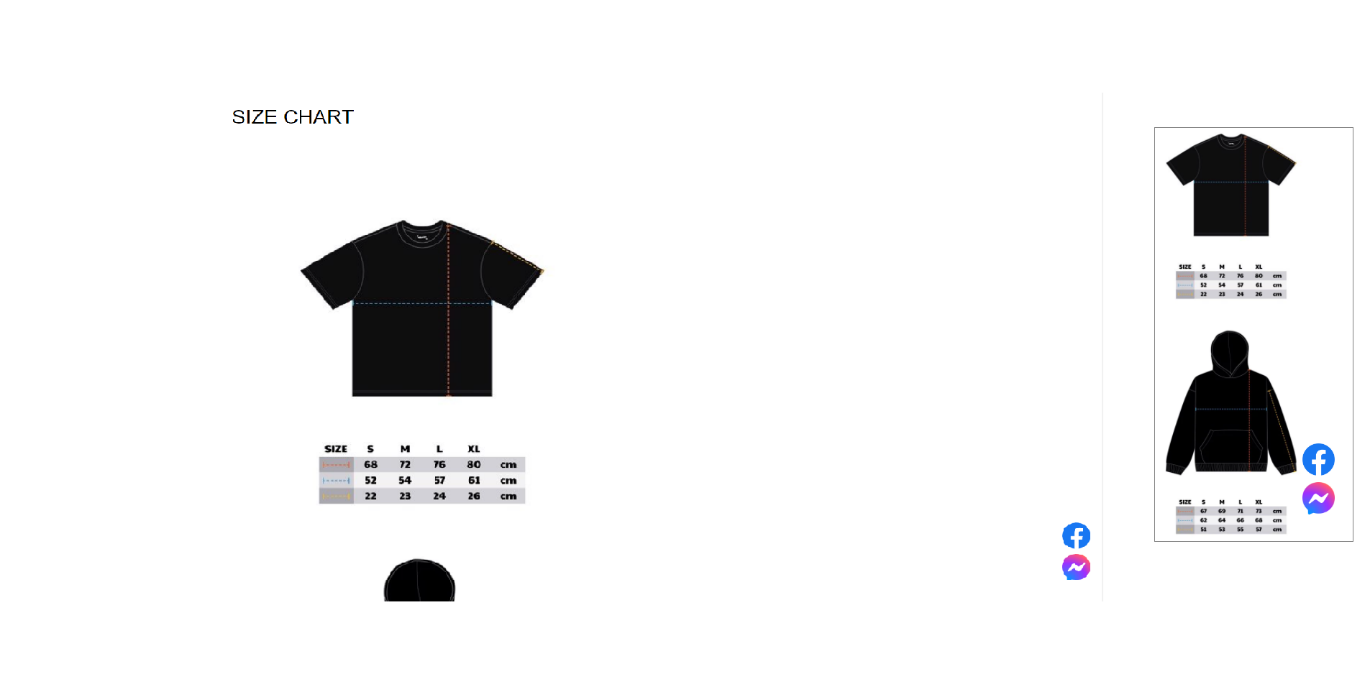 SIZE CHART
SIZE S M L XL
68 72 76 80 cm
52 54 57 61 cm
22 23 24 26 cm
SIZE S M L XL
68 72 76 80 cm
52 54 57 61 cm
22 23 24 26 cm
SIZE S M L XL
67 69 71 73 cm
62 64 66 68 cm
51 53 55 57 cm